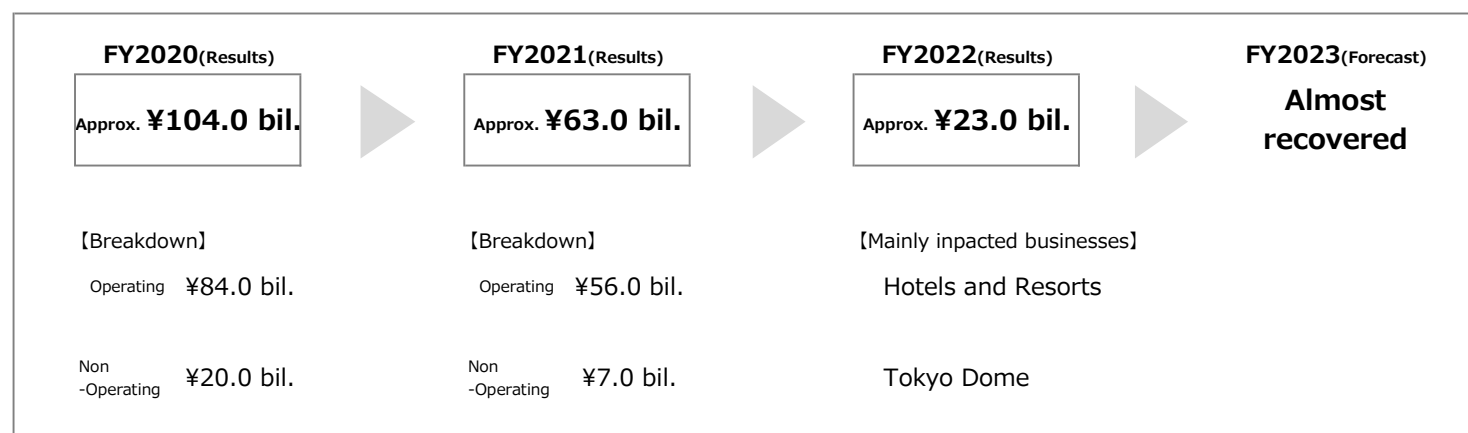 FY2020(Results)
Approx. ¥104.0 bil.
【Breakdown】
Operating ¥84.0 bil.
Non
-Operating ¥20.0 bil.
FY2021(Results)
Approx. ¥63.0 bil.
【Breakdown】
Operating ¥56.0 bil.
Non
-Operating ¥7.0 bil.
FY2022(Results)
Approx. ¥23.0 bil.
【Mainly inpacted businesses】
Hotels and Resorts
Tokyo Dome
FY2023(Forecast)
Almost
recovered